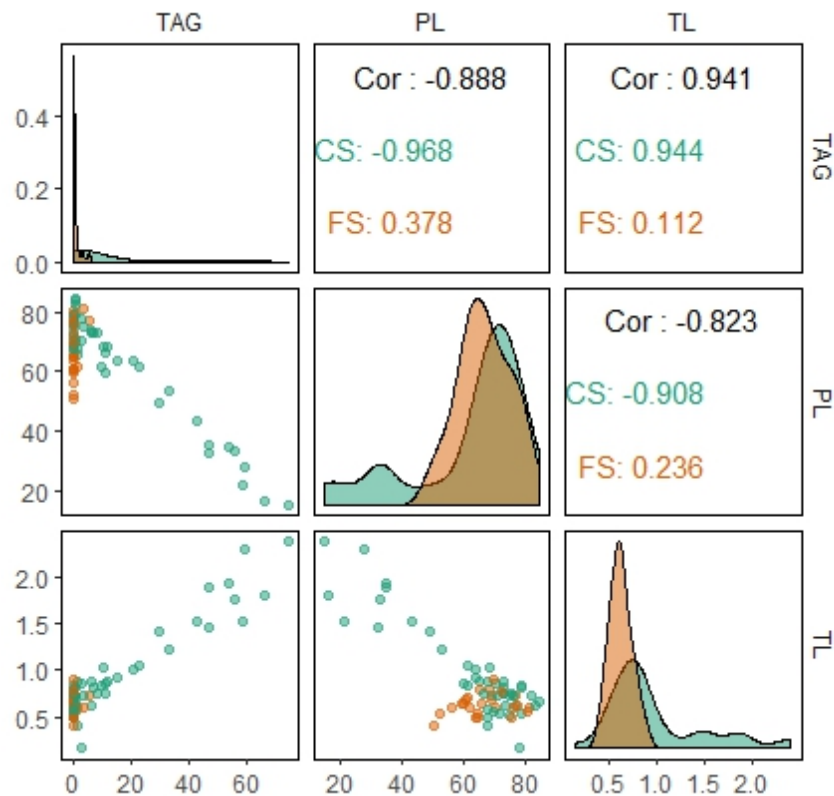 TAG PL TL
Cor : -0.888 Cor : 0.941
0.4
CS: -0.968 CS: 0.944 TAG
0.2
FS: 0.378 FS: 0.112
0.0
80 Cor : -0.823
60
CS: -0.908 PL
40
FS: 0.236
20
2.0
1.5 TL
1.0
0.5
0 20 40 60 20 40 60 80 0.5 1.0 1.5 2.0